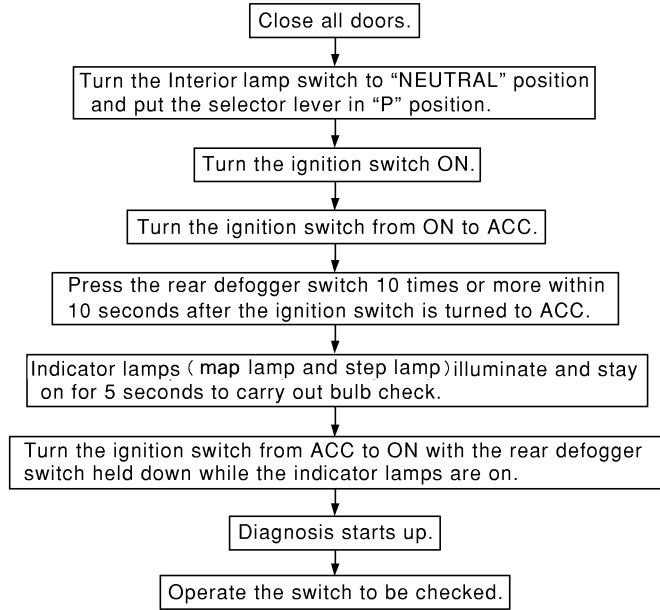 Close all doors.
Turn the Interior lamp switch to “NEUTRAL” position
and put the selector lever in “P” position.
Turn the ignition switch ON.
Turn the ignition switch from ON to ACC.
Press the rear defogger switch 10 times or more within
10 seconds after the ignition switch is turned to ACC.
Indicator lamps (map lamp and step lamp) illuminate and stay
on for 5 seconds to carry out bulb check.
Turn the ignition switch from ACC to ON with the rear defogger
switch held down while the indicator lamps are on.
Diagnosis starts up.
Operate the switch to be checked.